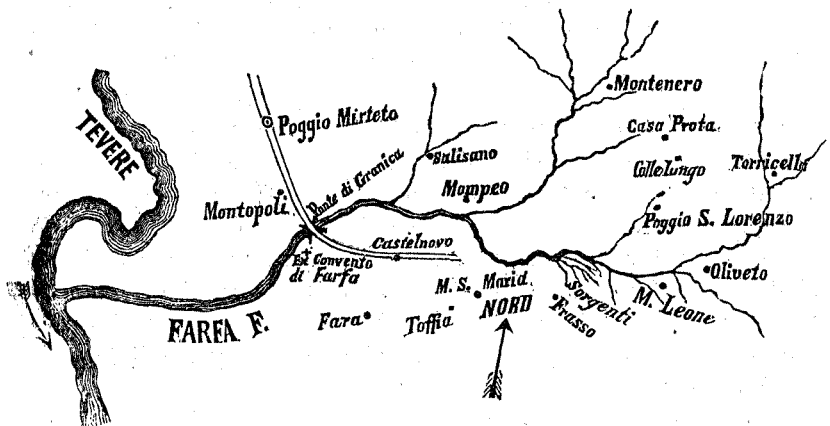 TEVERE
Poggio Mirteto
Montopoli
Ponte di Granica
Salisano
Mompeo
Montenero
Casa Prota
Collelungo
Torricella
Poggio S. Lorenzo
Castelnovo
Ex Convento
di Farfa
FARFA F.
Fara
Toffia
M. S. Maria
NORD
Frasso
Sorgenti
M. Leone
Oliveto